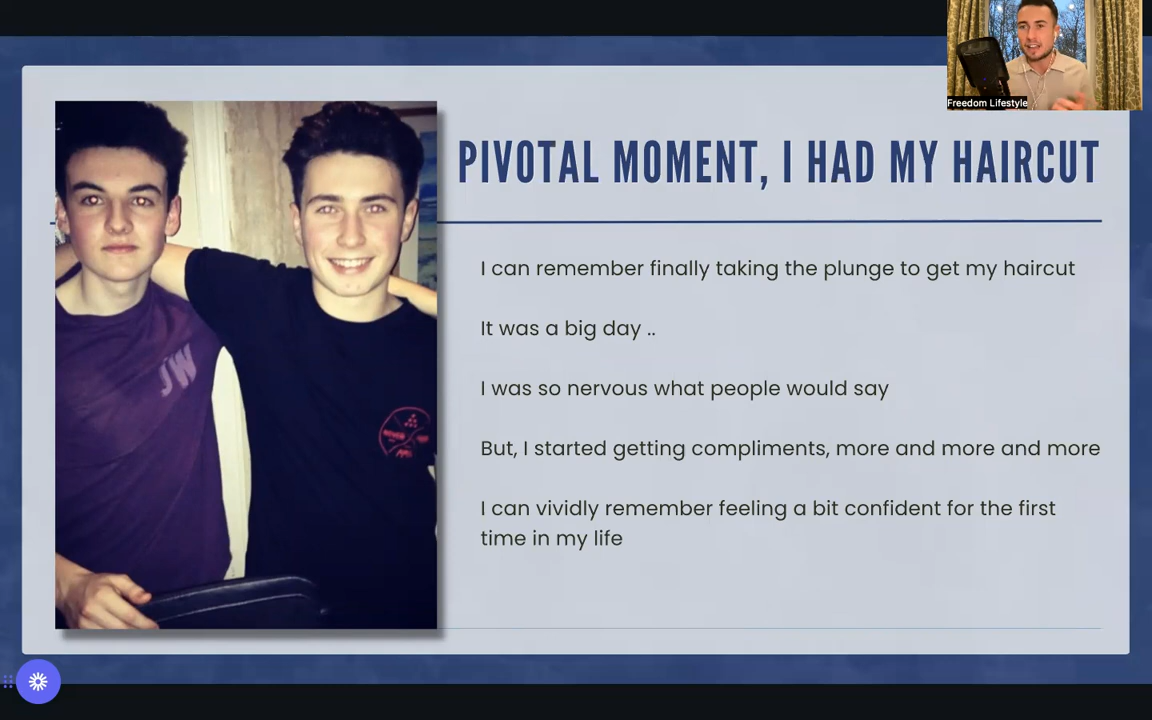 Freedom Lifestyle
PIVOTAL MOMENT, I HAD MY HAIRCUT
I can remember finally taking the plunge to get my haircut
It was a big day ..
I was so nervous what people would say
But, I started getting compliments, more and more and more
I can vividly remember feeling a bit confident for the first
time in my life
JW